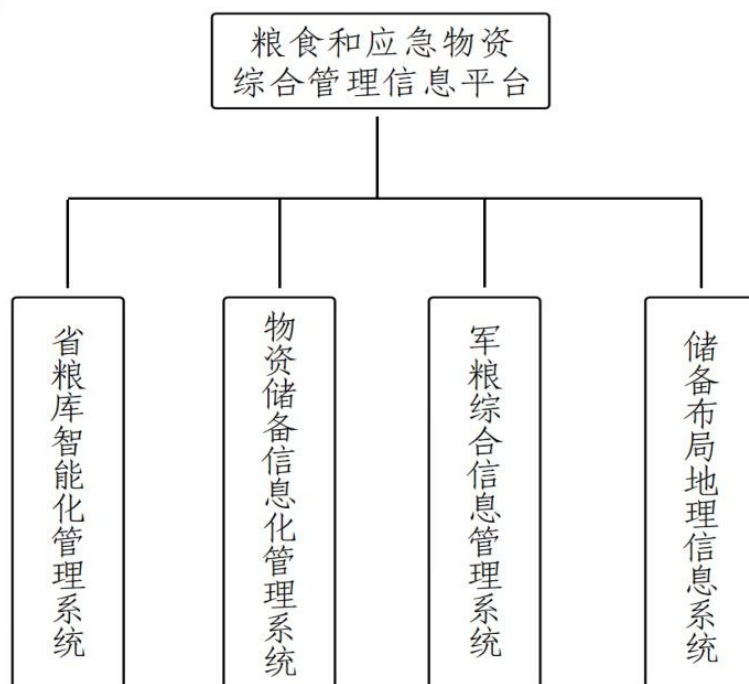 粮食和应急物资
综合管理信息平台
省粮库智能化管理系统
物资储备信息化管理系统
军粮综合信息管理系统
储备布局地理信息系统